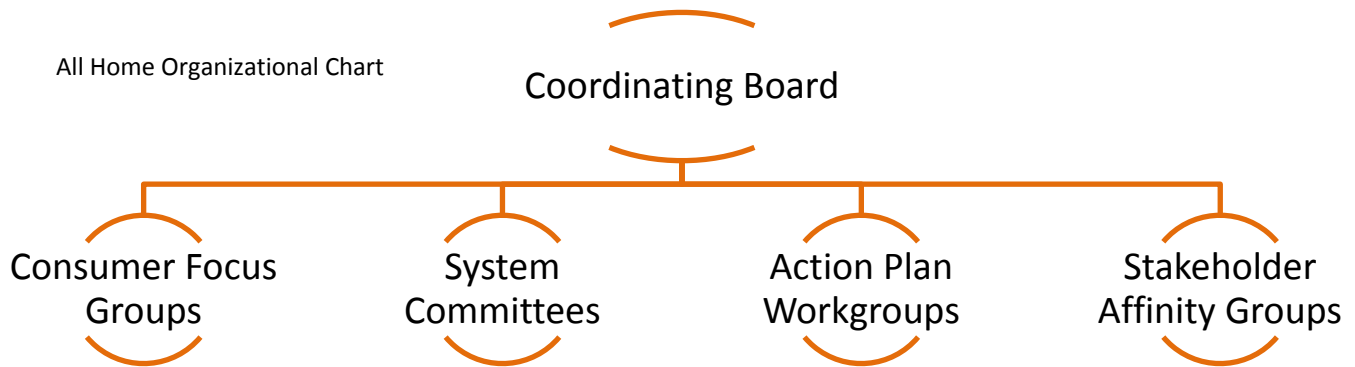 All Home Organizational Chart
Coordinating Board
Consumer Focus
Groups
System
Committees
Action Plan
Workgroups
Stakeholder
Affinity Groups